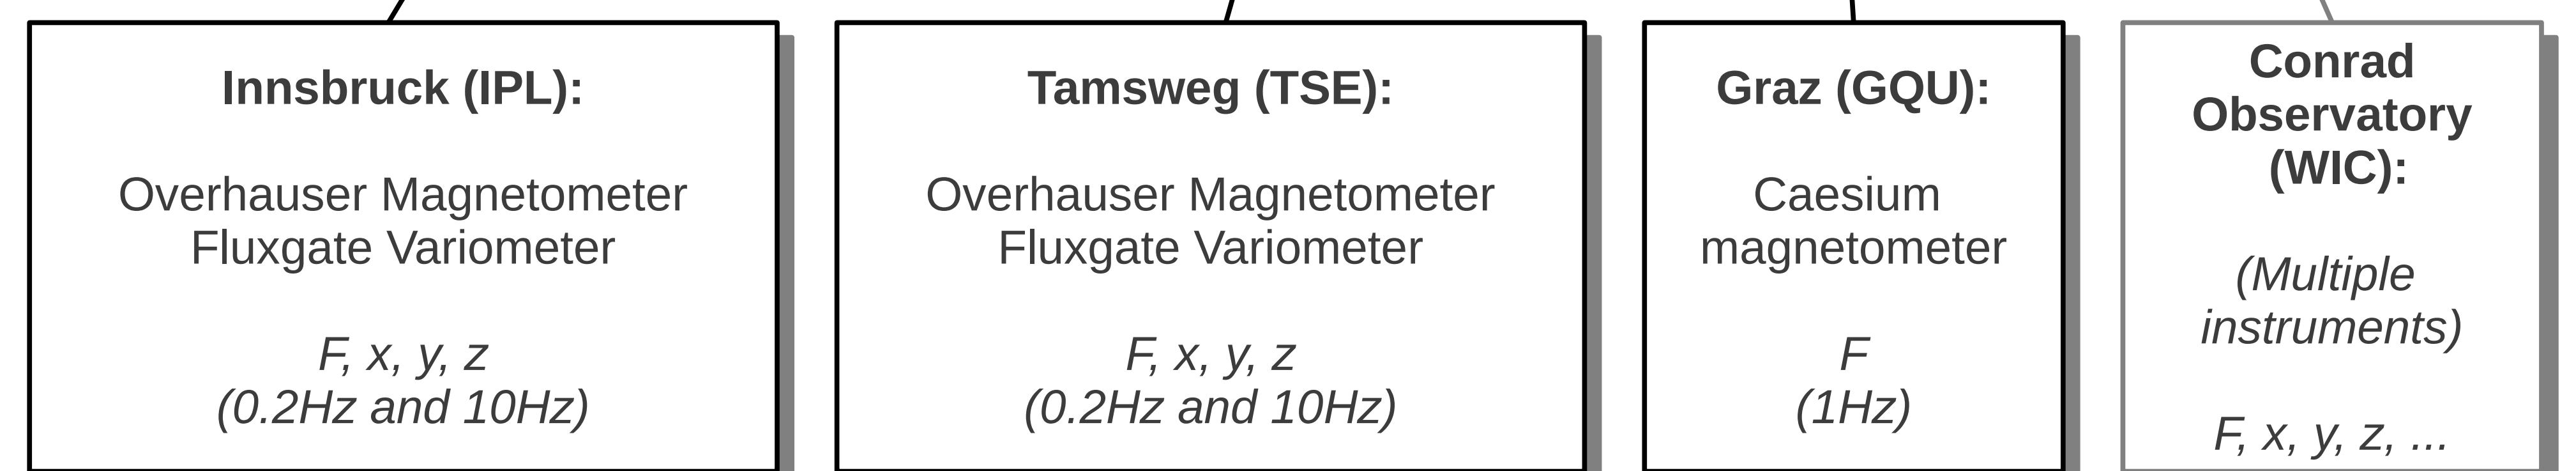 Innsbruck (IPL):
Overhauser Magnetometer
Fluxgate Variometer
F, x, y, z
(0.2Hz and 10Hz)
Tamsweg (TSE):
Overhauser Magnetometer
Fluxgate Variometer
F, x, y, z
(0.2Hz and 10Hz)
Graz (GQU):
Caesium
magnetometer
F
(1Hz)
Conrad
Observatory
(WIC):
(Multiple
instruments)
F, x, y, z, ...